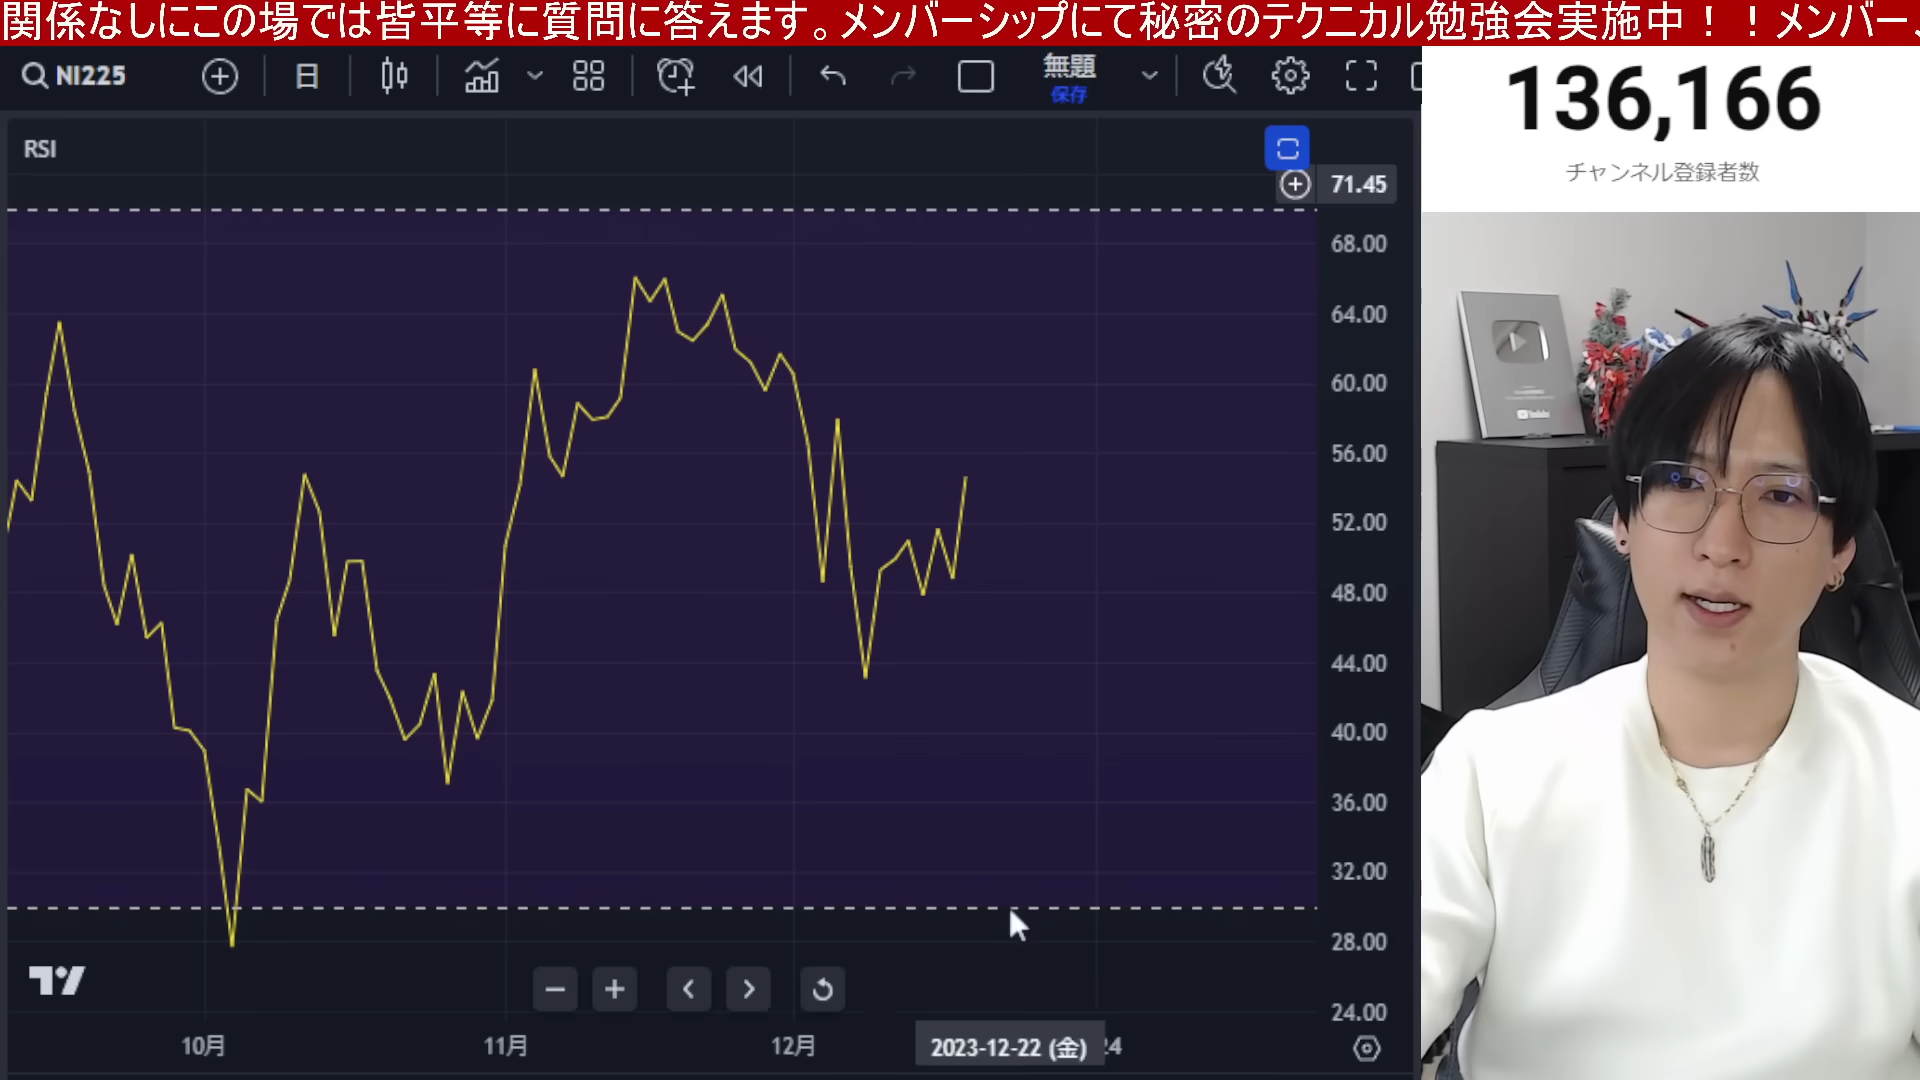 関係なしにこの場では皆平等に質問に答えます。メンバーシップにて秘密のテクニカル勉強会実施中！！メンバー
NI225
日
無題
保存
136,166
チャンネル登録者数
RSI
71.45
68.00
64.00
60.00
56.00
52.00
48.00
44.00
40.00
36.00
32.00
28.00
24.00
YouTube
10月
11月
12月
2023-12-22 (金)
24